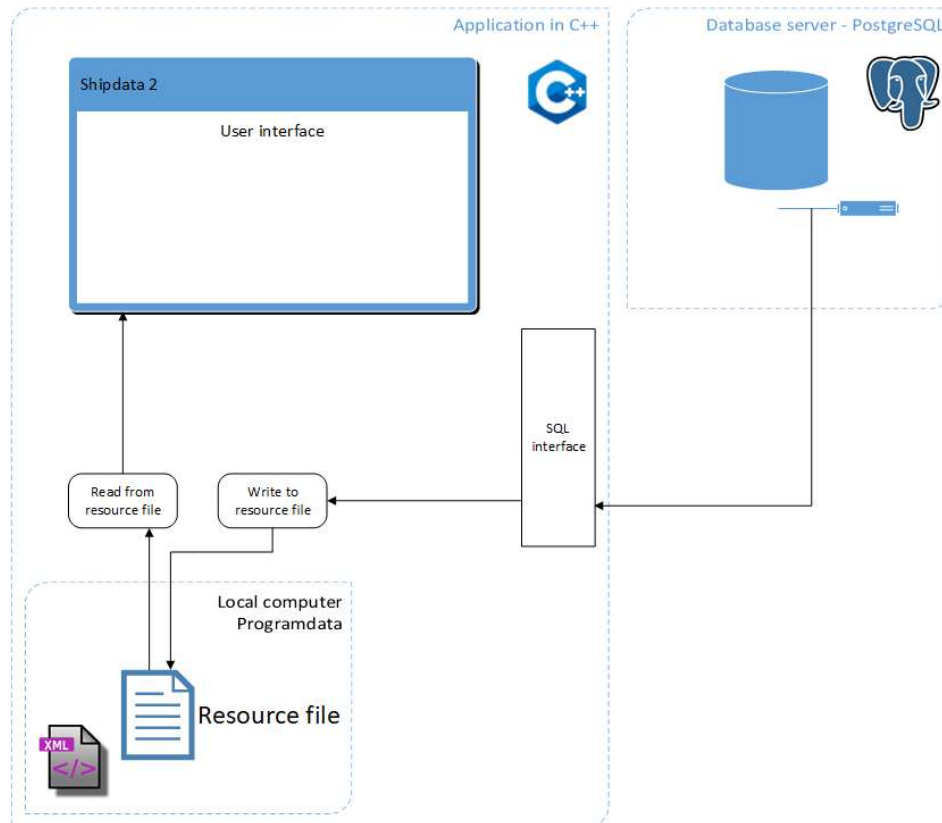 Application in C++
Database server - PostgreSQL
Shipdata 2
C++
User interface
SQL
interface
Read from
resource file
Write to
resource file
Local computer
Programdata
Resource file
XML
</>